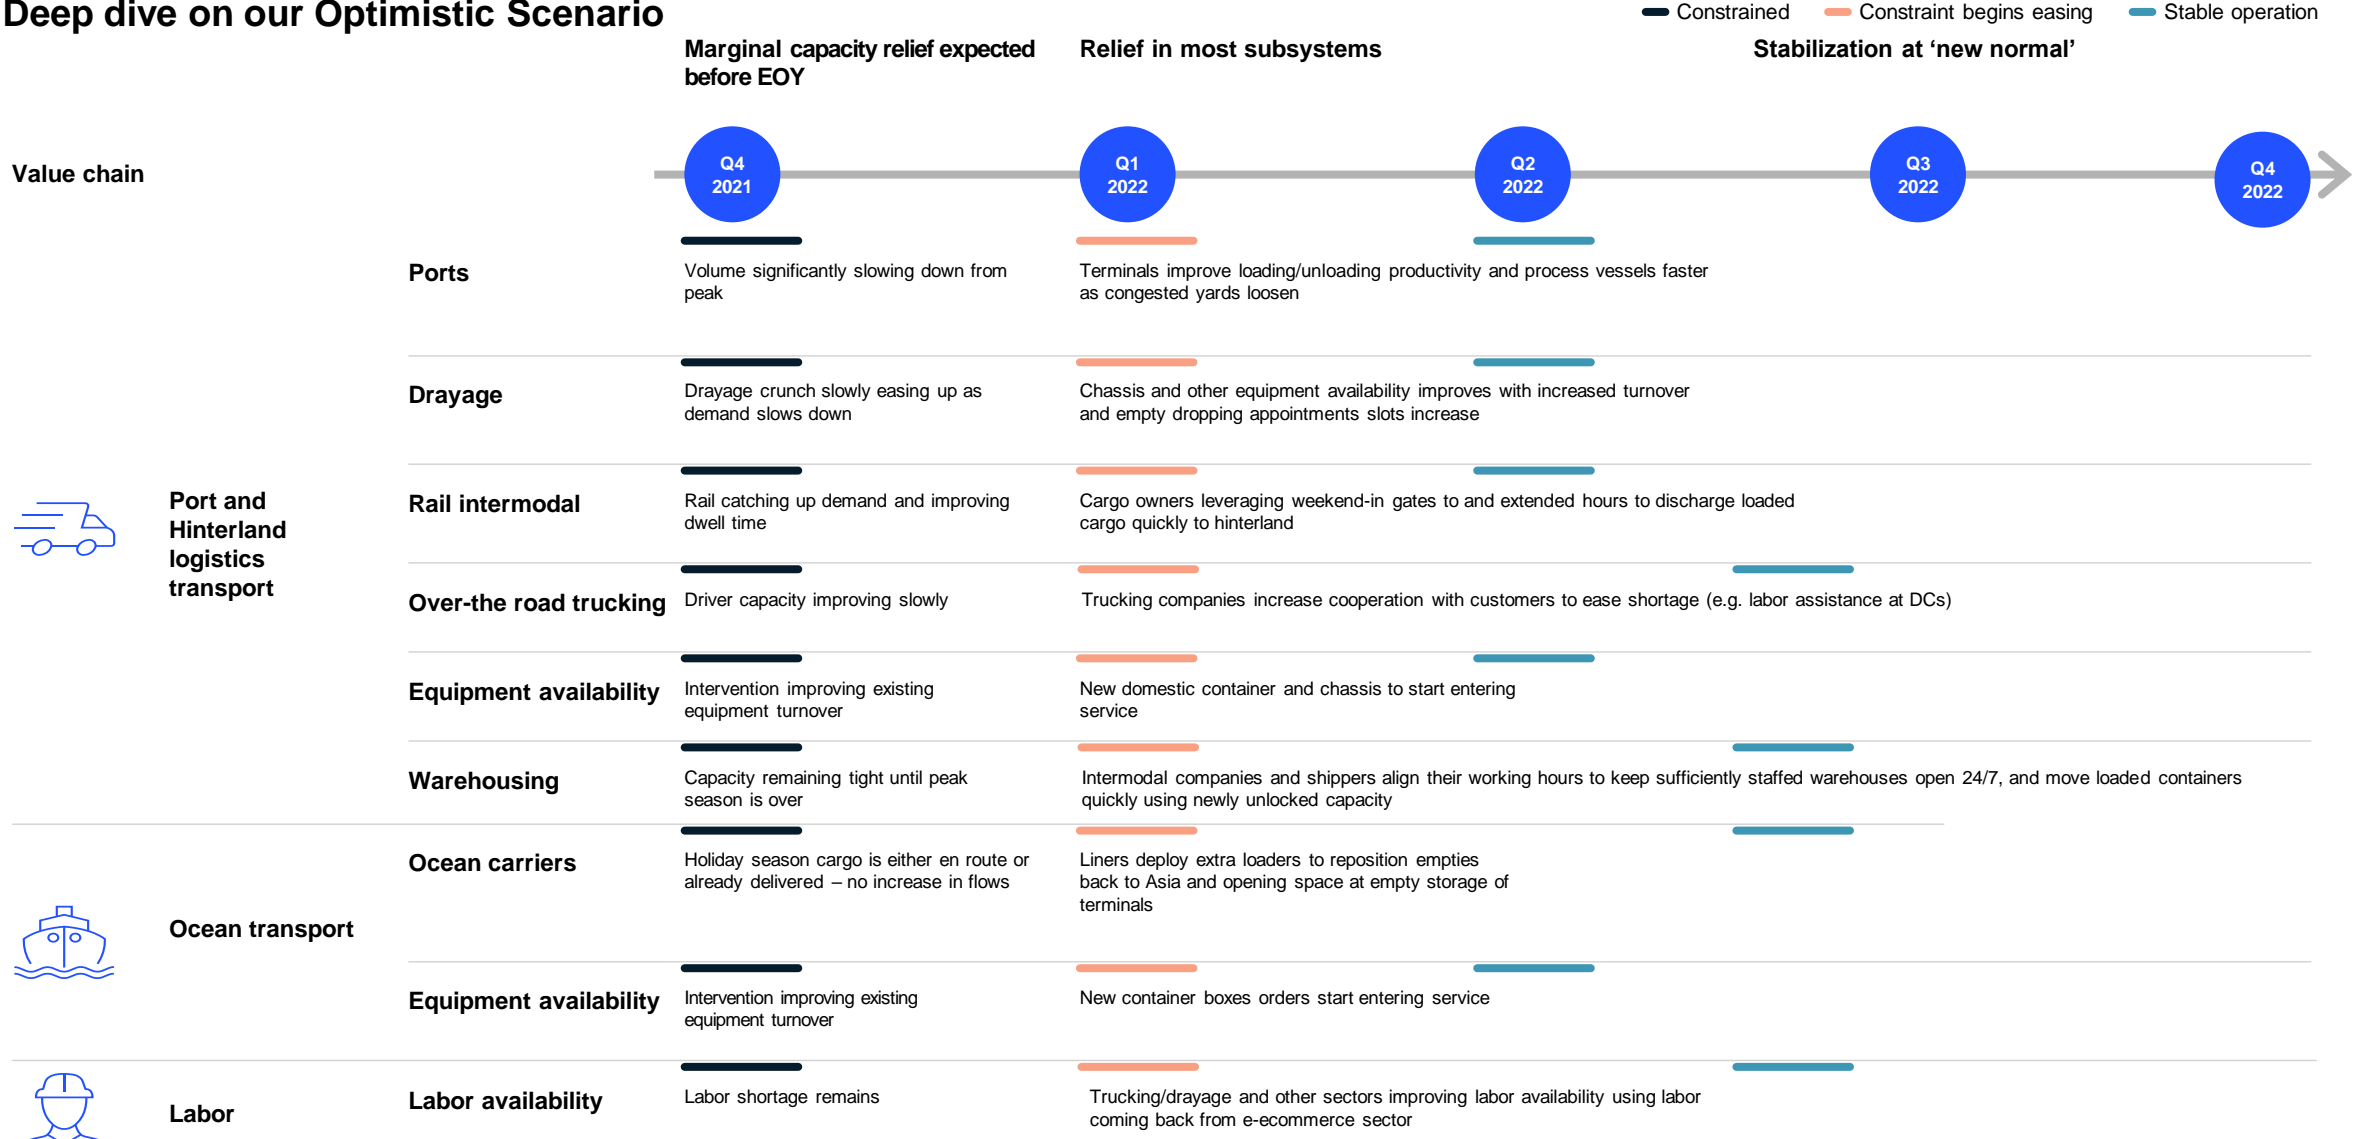 Deep dive on our Optimistic Scenario
Constrained
Constraint begins easing
Stable operation
Marginal capacity relief expected
before EOY
Relief in most subsystems
Stabilization at ‘new normal’
Value chain
Q4
2021
Q1
2022
Q2
2022
Q3
2022
Q4
2022
Port and
Hinterland
logistics
transport
Ports
Volume significantly slowing down from
peak
Terminals improve loading/unloading productivity and process vessels faster
as congested yards loosen
Drayage
Drayage crunch slowly easing up as
demand slows down
Chassis and other equipment availability improves with increased turnover
and empty dropping appointments slots increase
Rail intermodal
Rail catching up demand and improving
dwell time
Cargo owners leveraging weekend-in gates to and extended hours to discharge loaded
cargo quickly to hinterland
Over-the road trucking
Driver capacity improving slowly
Trucking companies increase cooperation with customers to ease shortage (e.g. labor assistance at DCs)
Equipment availability
Intervention improving existing
equipment turnover
New domestic container and chassis to start entering
service
Warehousing
Capacity remaining tight until peak
season is over
Intermodal companies and shippers align their working hours to keep sufficiently staffed warehouses open 24/7, and move loaded containers
quickly using newly unlocked capacity
Ocean transport
Ocean carriers
Holiday season cargo is either en route or
already delivered – no increase in flows
Liners deploy extra loaders to reposition empties
back to Asia and opening space at empty storage of
terminals
Equipment availability
Intervention improving existing
equipment turnover
New container boxes orders start entering service
Labor
Labor availability
Labor shortage remains
Trucking/drayage and other sectors improving labor availability using labor
coming back from e-ecommerce sector